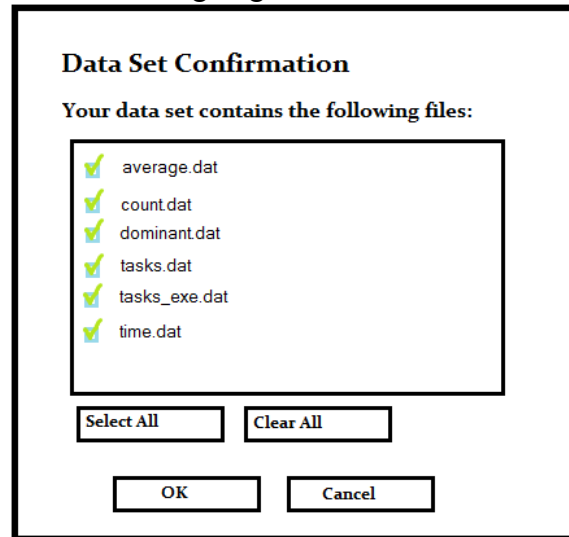 Data Set Confirmation
Your data set contains the following files:
average.dat
count.dat
dominant.dat
tasks.dat
tasks_exe.dat
time.dat
Select All Clear All
OK Cancel